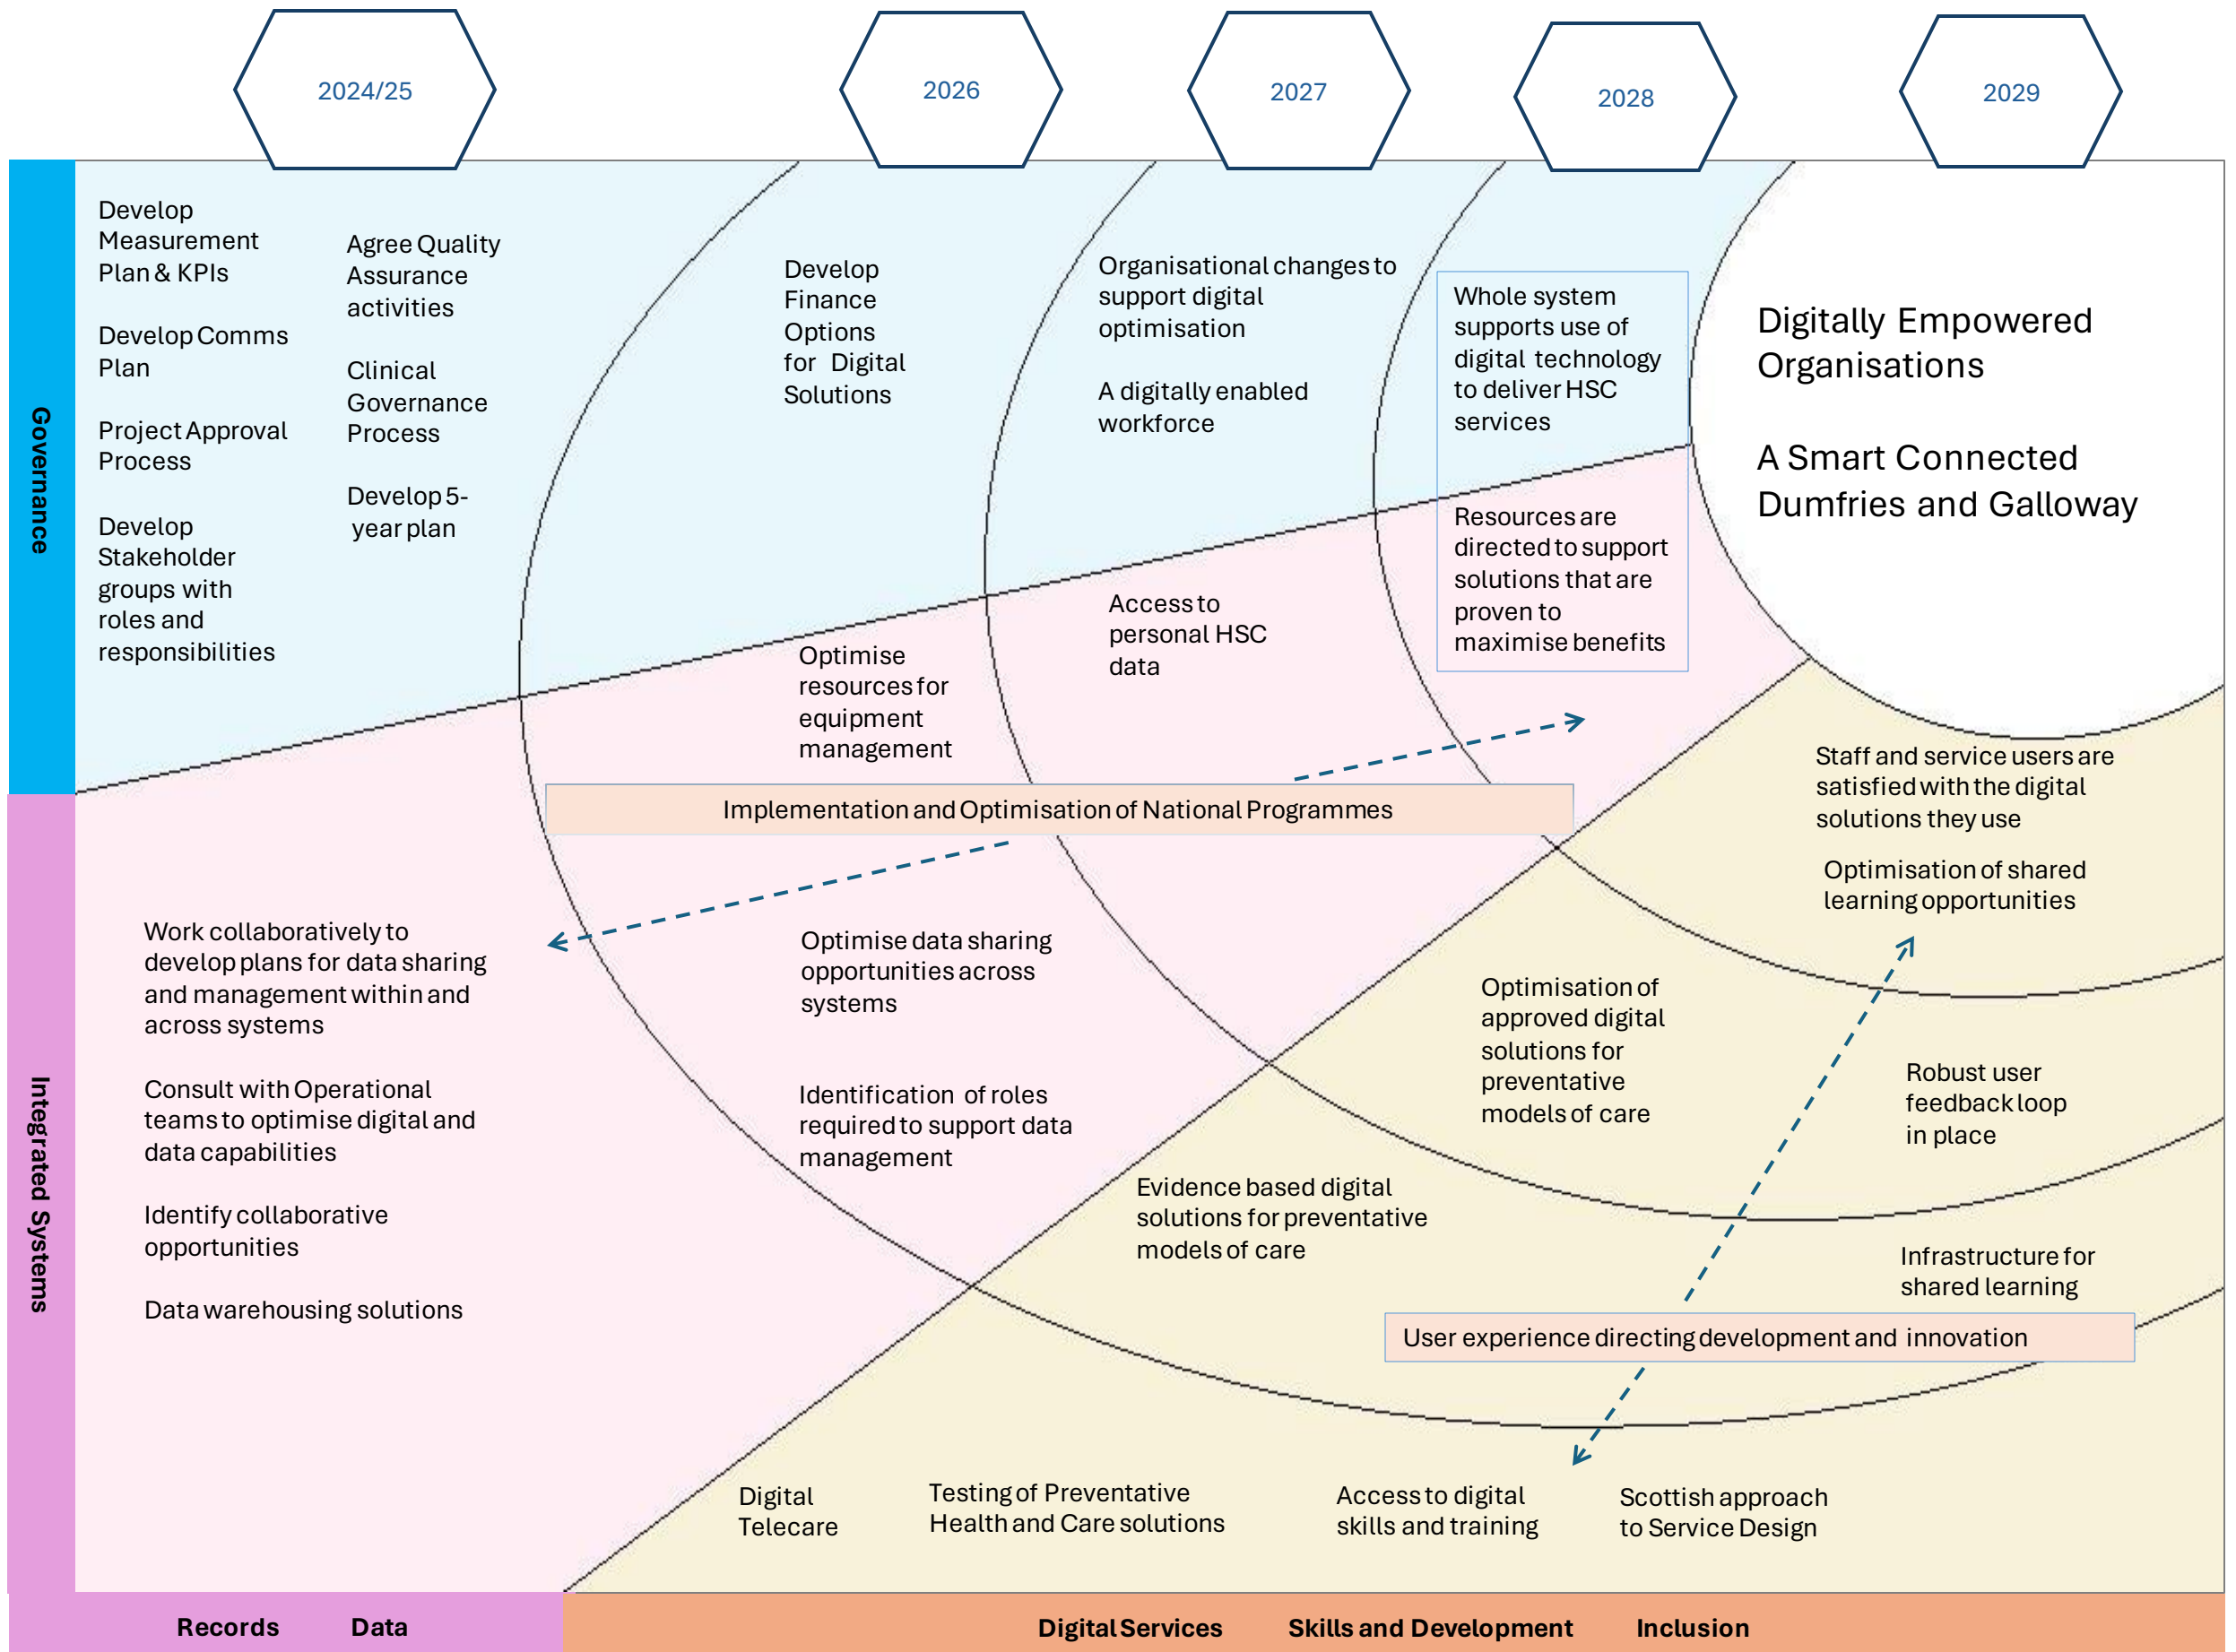 2024/25
2026
2027
2028
2029
Governance
Develop
Measurement
Plan & KPIs
Develop Comms
Plan
Project Approval
Process
Develop
Stakeholder
groups with
roles and
responsibilities
Agree Quality
Assurance
activities
Clinical
Governance
Process
Develop 5-
year plan
Develop
Finance
Options
for Digital
Solutions
Organisational changes to
support digital
optimisation
A digitally enabled
workforce
Whole system
supports use of
digital technology
to deliver HSC
services
Resources are
directed to support
solutions that are
proven to
maximise benefits
Digitally Empowered
Organisations
A Smart Connected
Dumfries and Galloway
Integrated Systems
Optimise
resources for
equipment
management
Access to
personal HSC
data
Implementation and Optimisation of National Programmes
Work collaboratively to
develop plans for data sharing
and management within and
across systems
Consult with Operational
teams to optimise digital and
data capabilities
Identify collaborative
opportunities
Data warehousing solutions
Optimise data sharing
opportunities across
systems
Identification of roles
required to support data
management
Staff and service users are
satisfied with the digital
solutions they use
Optimisation of shared
learning opportunities
Optimisation of
approved digital
solutions for
preventative
models of care
Robust user
feedback loop
in place
Evidence based digital
solutions for preventative
models of care
Infrastructure for
shared learning
User experience directing development and innovation
Digital
Telecare
Testing of Preventative
Health and Care solutions
Access to digital
skills and training
Scottish approach
to Service Design
Records Data
Digital Services Skills and Development Inclusion